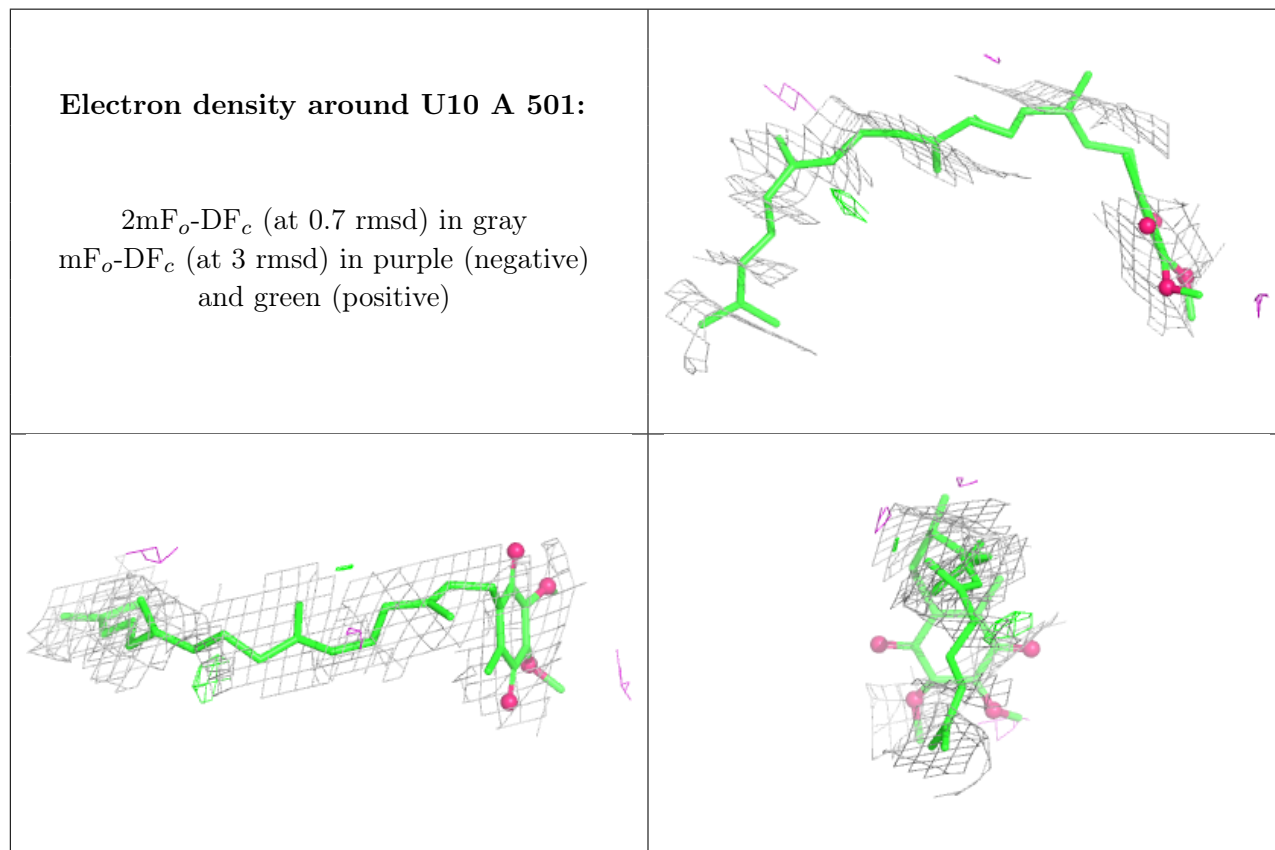 Electron density around U10 A 501:
2mFo-DFc (at 0.7 rmsd) in gray
mFo-DFc (at 3 rmsd) in purple (negative)
and green (positive)